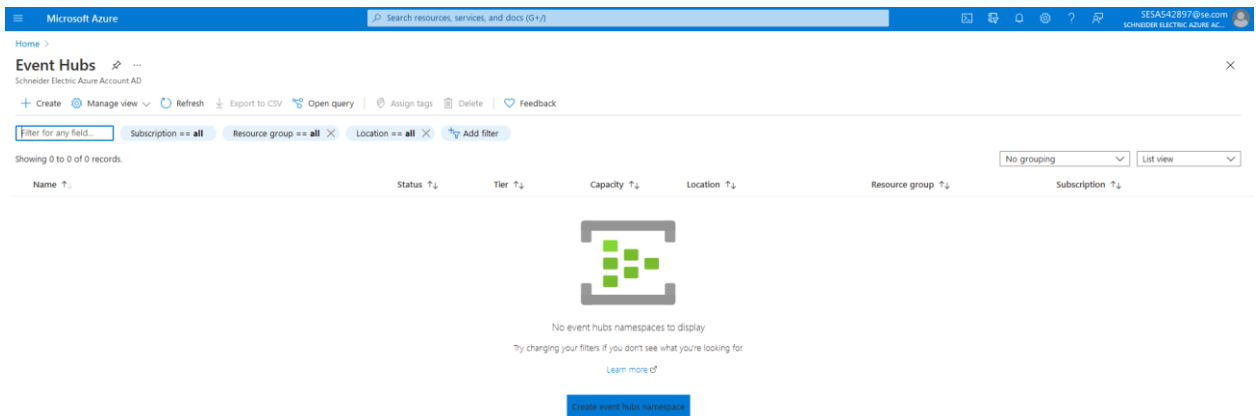 Microsoft Azure
Search resources, services, and docs (G+/)
SESA542897@se.com
SCHNEIDER ELECTRIC AZURE AC...
Home >
Event Hubs ...
Schneider Electric Azure Account AD
+ Create Manage view Refresh Export to CSV Open query Assign tags Delete Feedback
Filter for any field... Subscription == all Resource group == all Location == all Add filter
Showing 0 to 0 of 0 records.
No grouping List view
Name Status Tier Capacity Location Resource group Subscription
No event hubs namespaces to display
Try changing your filters if you don't see what you're looking for.
Learn more
Create event hubs namespace